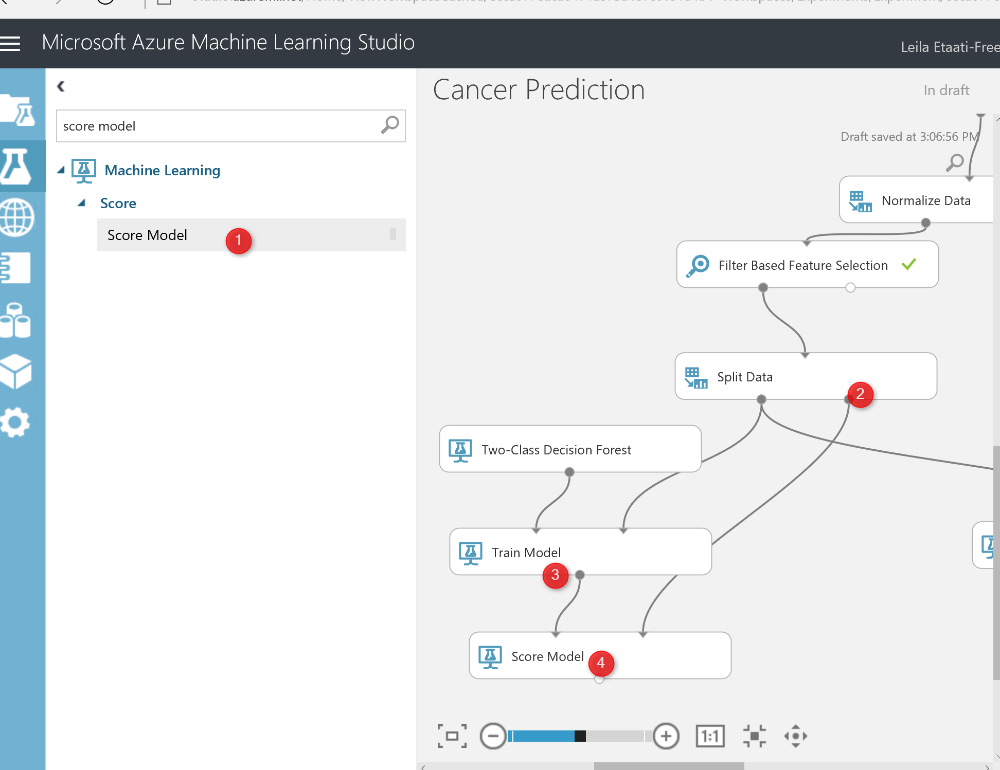 Microsoft Azure Machine Learning Studio
Leila Etaati-Free
Cancer Prediction
In draft
score model
Draft saved at 3:06:56 PM
Machine Learning
Score
Score Model
1
Normalize Data
Filter Based Feature Selection
Split Data
2
Two-Class Decision Forest
Train Model
3
Score Model
4
1:1